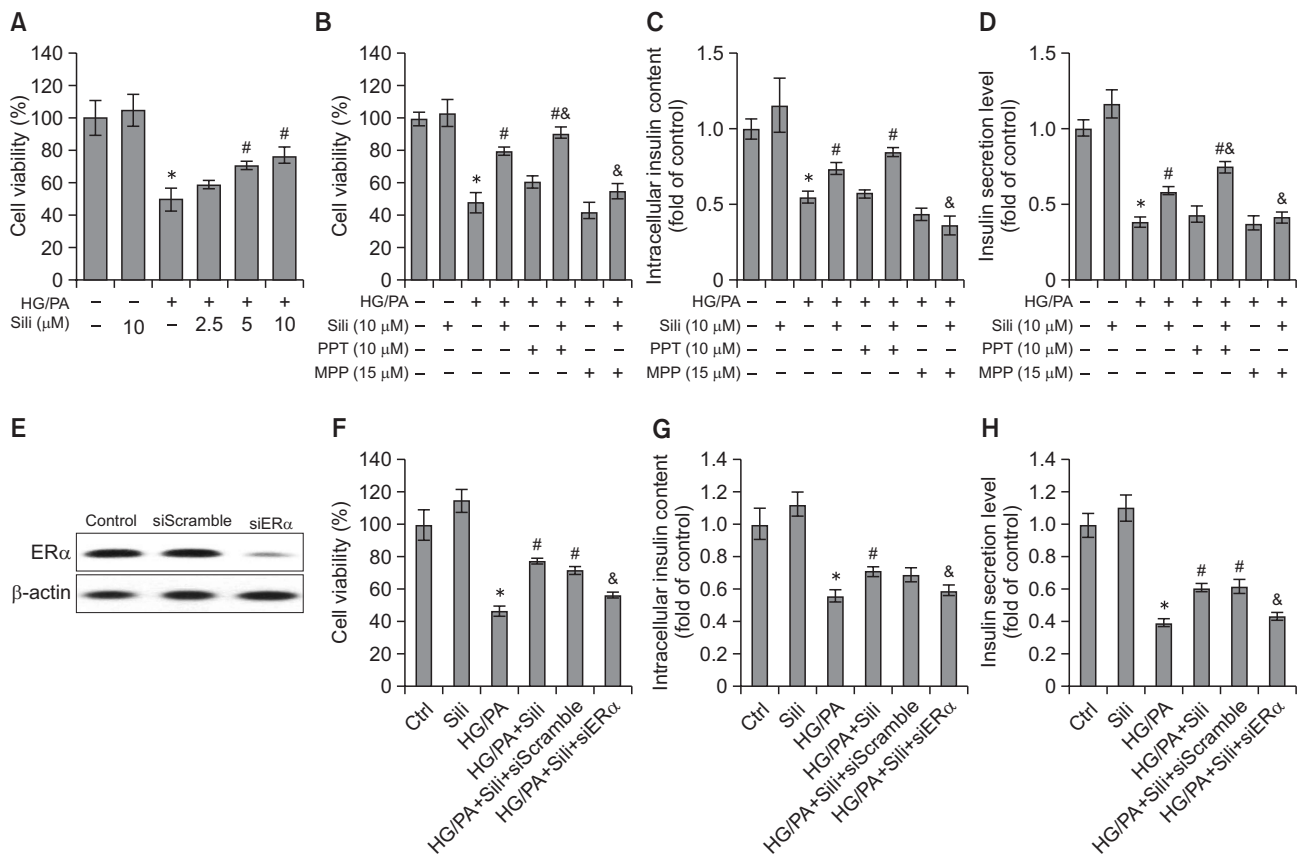 A
Cell viability (%)
140
120
100
80
60
40
20
0
*
#
#
HG/PA – – + + + +
Sili (μM) – 10 – 2.5 5 10
B
Cell viability (%)
140
120
100
80
60
40
20
0
*
#
#&
&
HG/PA – – + + + + + +
Sili (10 μM) – + – + – + – +
PPT (10 μM) – – – – + + – –
MPP (15 μM) – – – – – – + +
C
Intracellular insulin content
(fold of control)
1.5
1.0
0.5
0
*
#
#
&
HG/PA – – + + + + + +
Sili (10 μM) – + – + – + – +
PPT (10 μM) – – – – + + – –
MPP (15 μM) – – – – – – + +
D
Insulin secretion level
(fold of control)
1.5
1.0
0.5
0
*
#
#&
&
HG/PA – – + + + + + +
Sili (10 μM) – + – + – + – +
PPT (10 μM) – – – – + + – –
MPP (15 μM) – – – – – – + +
E
Control siScramble siERα
ERα
β-actin
F
Cell viability (%)
140
120
100
80
60
40
20
0
*
#
#
&
Ctrl
Sili
HG/PA
HG/PA+Sili
HG/PA+Sili+siScramble
HG/PA+Sili+siERα
G
Intracellular insulin content
(fold of control)
1.4
1.2
1.0
0.8
0.6
0.4
0.2
0
*
#
&
Ctrl
Sili
HG/PA
HG/PA+Sili
HG/PA+Sili+siScramble
HG/PA+Sili+siERα
H
Insulin secretion level
(fold of control)
1.4
1.2
1.0
0.8
0.6
0.4
0.2
0
*
#
#
&
Ctrl
Sili
HG/PA
HG/PA+Sili
HG/PA+Sili+siScramble
HG/PA+Sili+siERα